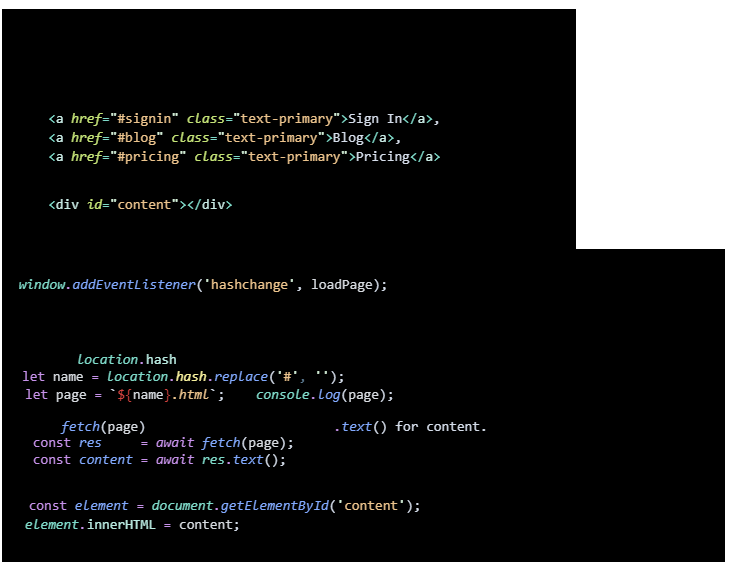 <a href="#signin" class="text-primary">Sign In</a>,
<a href="#blog" class="text-primary">Blog</a>,
<a href="#pricing" class="text-primary">Pricing</a>
<div id="content"></div>
window.addEventListener('hashchange', loadPage);
location.hash
let name = location.hash.replace('#', '');
let page = `${name}.html`; console.log(page);
fetch(page) .text() for content.
const res = await fetch(page);
const content = await res.text();
const element = document.getElementById('content');
element.innerHTML = content;